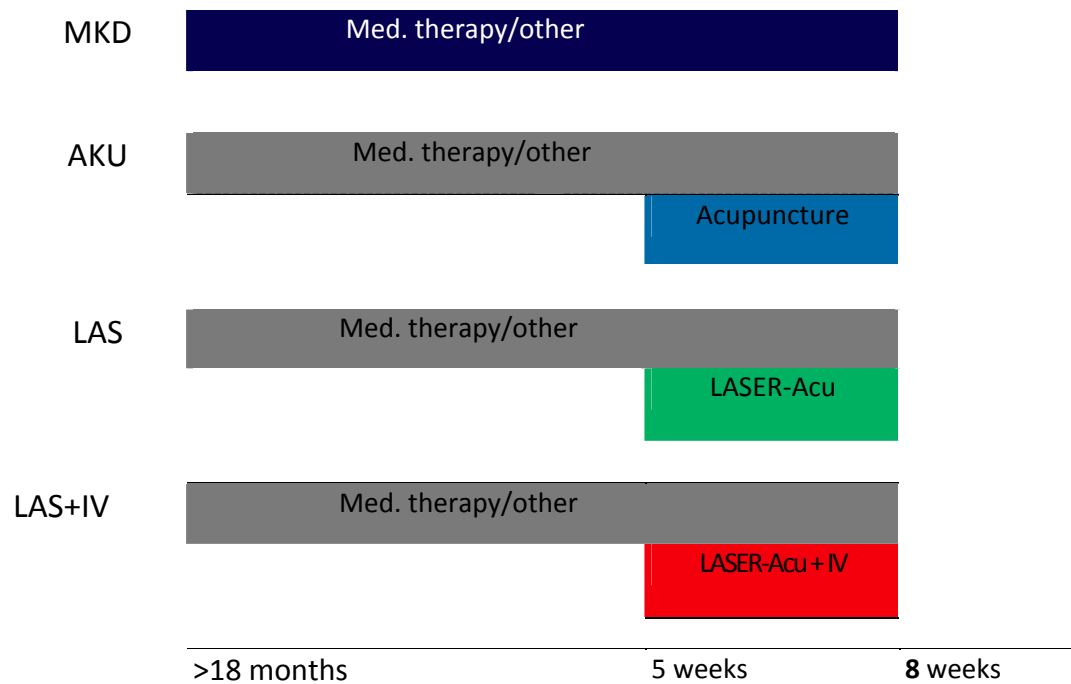 MKD Med. therapy/other
AKU Med. therapy/other
Acupuncture
LAS Med. therapy/other
LASER-Acu
LAS+IV Med. therapy/other
LASER-Acu + IV
>18 months 5 weeks 8 weeks